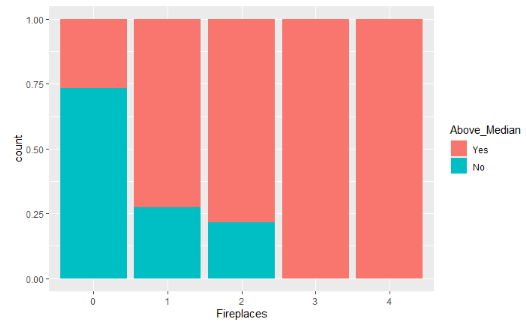 1.00
0.75
0.50
0.25
0.00
count
0 1 2 3 4
Fireplaces
Above_Median
Yes
No